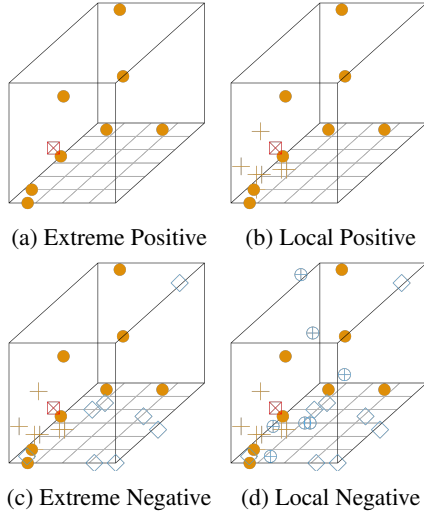 (a) Extreme Positive
(b) Local Positive
(c) Extreme Negative
(d) Local Negative